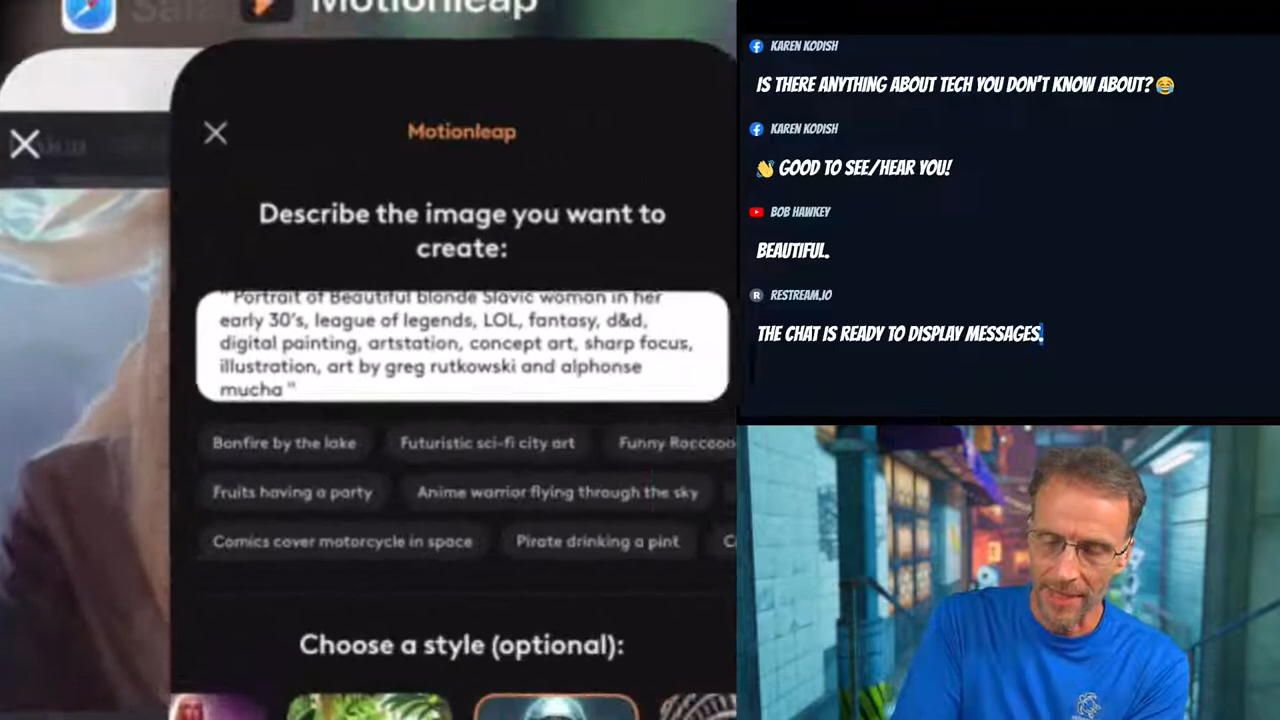 Motionleap
Motionleap
Describe the image you want to
create:
" Portrait of Beautiful blonde Slavic woman in her
early 30's, league of legends, LOL, fantasy, d&d,
digital painting, artstation, concept art, sharp focus,
illustration, art by greg rutkowski and alphonse
mucha "
Bonfire by the lake
Futuristic sci-fi city art
Funny
Fruits having a party
Anime warrior flying through the sky
Comics cover motorcycle in space
Pirate drinking a pint
Choose a style (optional):
KAREN KODISH
IS THERE ANYTHING ABOUT TECH YOU DON'T KNOW ABOUT? 😂
KAREN KODISH
👋 GOOD TO SEE/HEAR YOU!
BOB HAWKEY
BEAUTIFUL.
R RESTREAM.IO
THE CHAT IS READY TO DISPLAY MESSAGES.